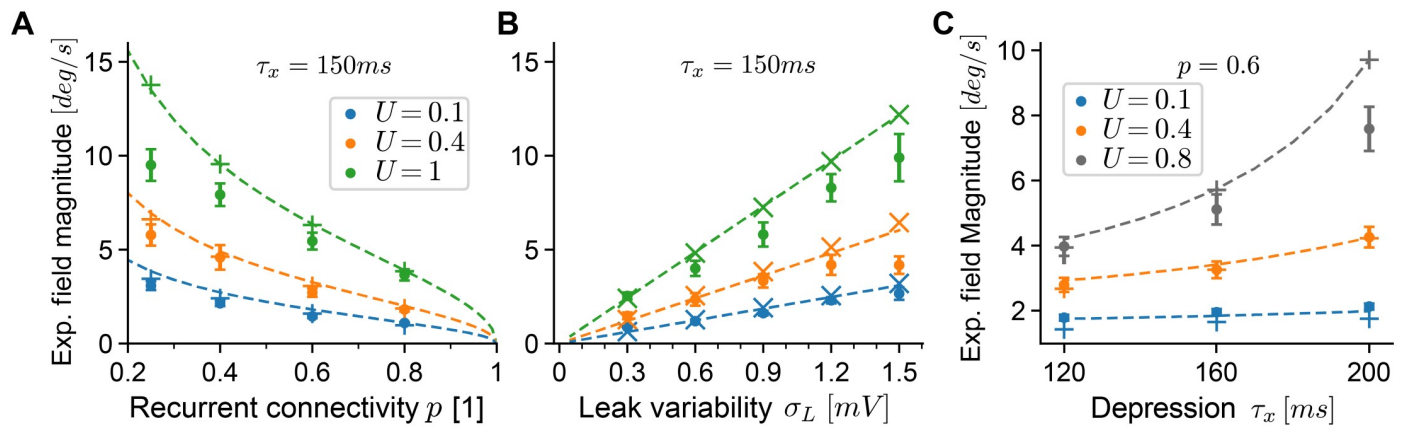 A
Exp. field magnitude [deg/s]
15
10
5
0
τx = 150ms
U = 0.1
U = 0.4
U = 1
0.2 0.4 0.6 0.8 1
Recurrent connectivity p [1]
B
15
10
5
0
τx = 150ms
0 0.3 0.6 0.9 1.2 1.5
Leak variability σL [mV]
C
Exp. field Magnitude [deg/s]
10
8
6
4
2
p = 0.6
U = 0.1
U = 0.4
U = 0.8
120 160 200
Depression τx [ms]